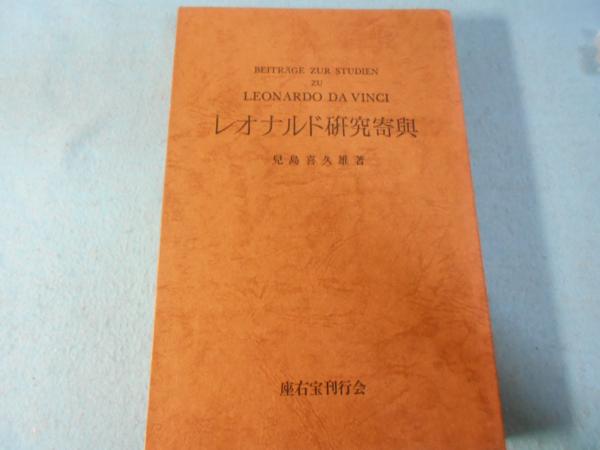 BEITRÄGE ZUR STUDIEN
ZU
LEONARDO DA VINCI
レオナルド研究寄與
兒島喜久雄著
座右宝刊行会